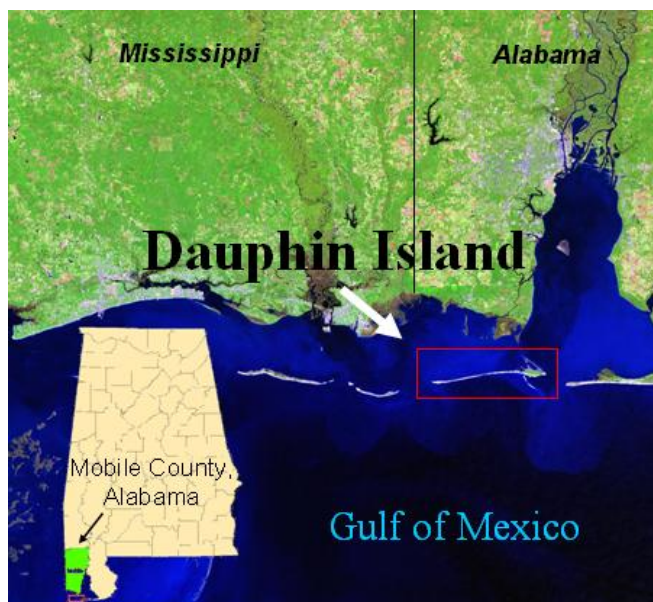 Mississippi
Alabama
Dauphin Island
Mobile County,
Alabama
Gulf of Mexico